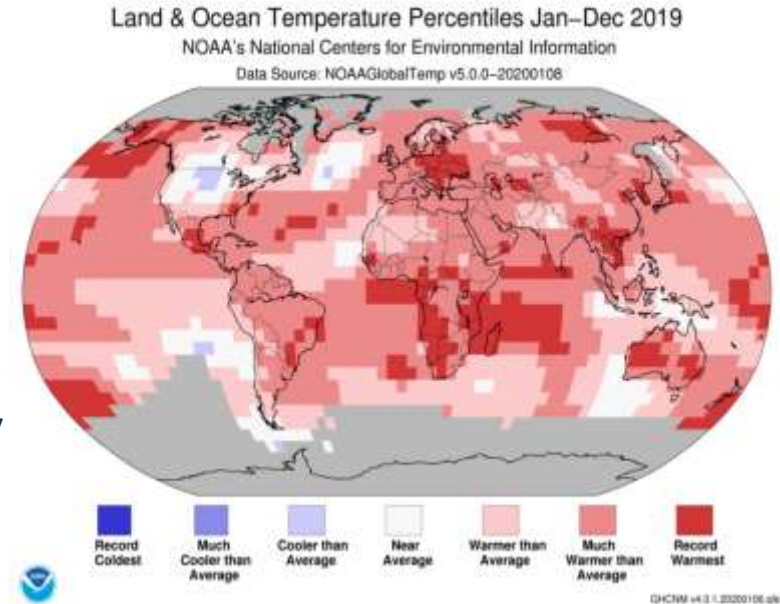 Land & Ocean Temperature Percentiles Jan–Dec 2019
NOAA's National Centers for Environmental Information
Data Source: NOAAGlobalTemp v5.0.0–20200108
Record
Coldest
Much
Cooler than
Average
Cooler than
Average
Near
Average
Warmer than
Average
Much
Warmer than
Average
Record
Warmest